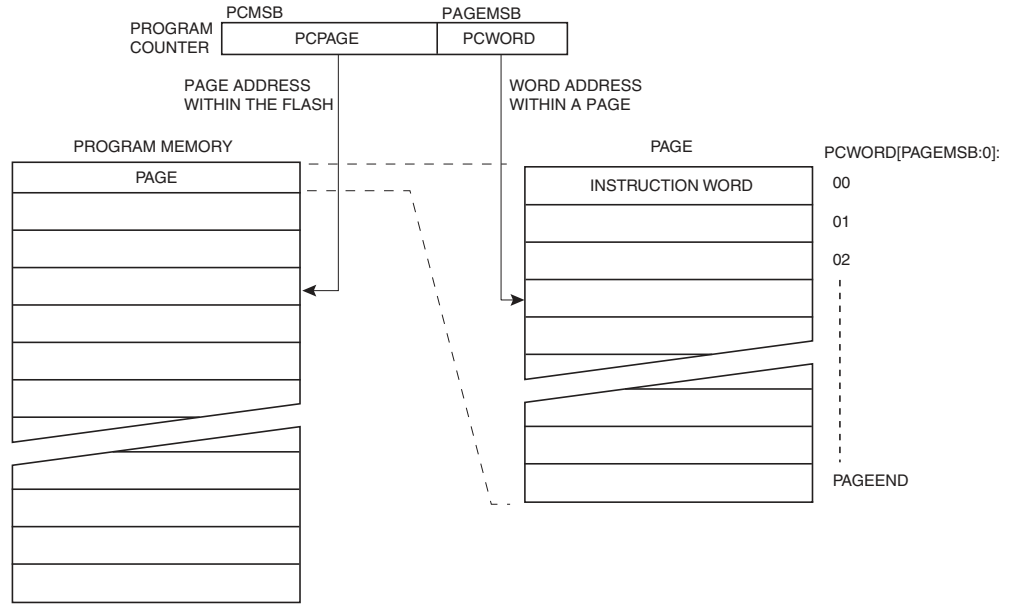 PCMSB
PAGEMSB
PROGRAM
COUNTER
PCPAGE
PCWORD
PAGE ADDRESS
WITHIN THE FLASH
WORD ADDRESS
WITHIN A PAGE
PROGRAM MEMORY
PAGE
PAGE
PCWORD[PAGEMSB:0]:
INSTRUCTION WORD
00
01
02
PAGEEND